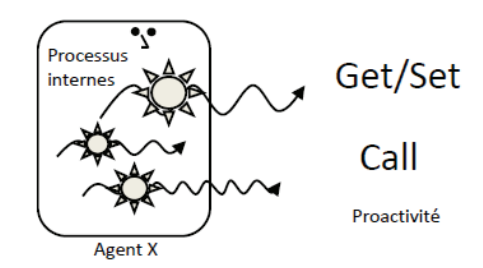 Processus
internes
Get/Set
Call
Proactivité
Agent X